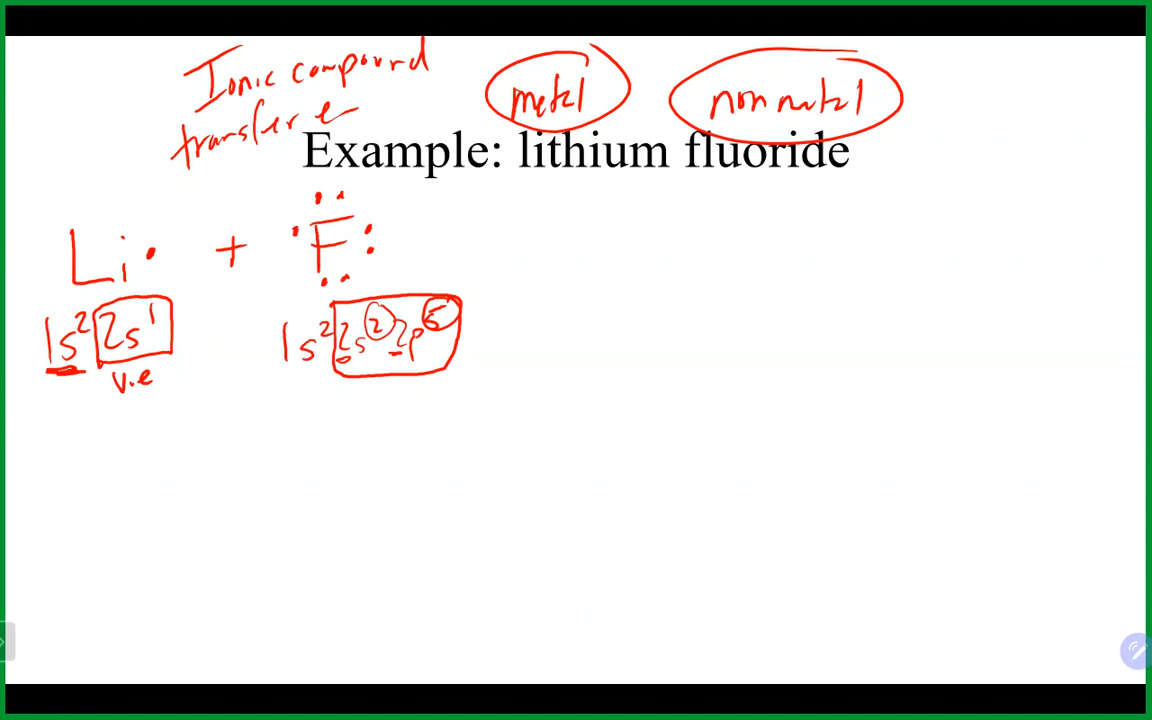 Ionic compound
transfer e⁻
metal
nonmetal
Example: lithium fluoride
Li + F
1s² 2s¹
1s² 2s² 2p⁵
v.e